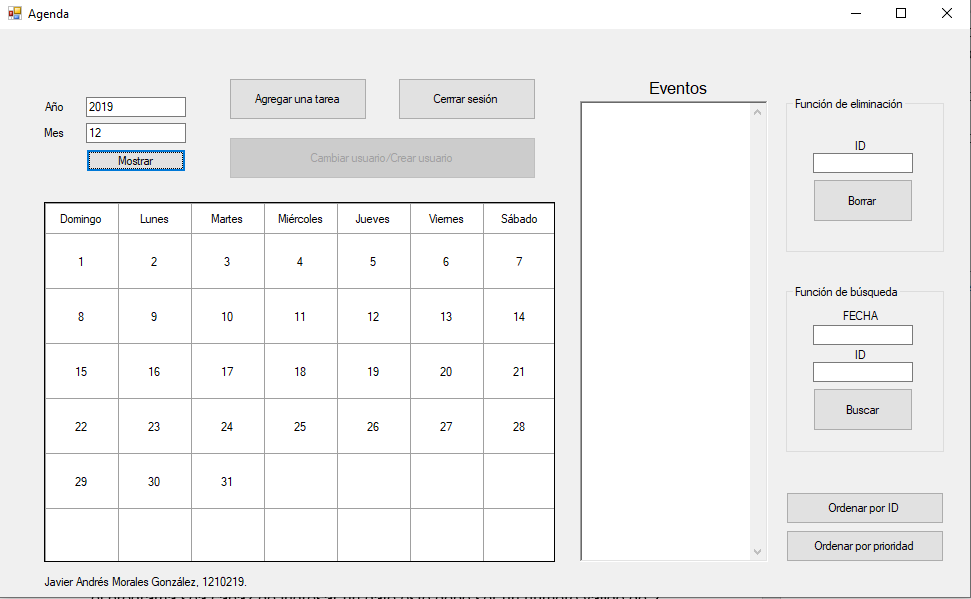 Agenda
Año 2019
Mes 12
Mostrar
Agregar una tarea
Cerrrar sesión
Cambiar usuario/Crear usuario
Domingo Lunes Martes Miércoles Jueves Viernes Sábado
1 2 3 4 5 6 7
8 9 10 11 12 13 14
15 16 17 18 19 20 21
22 23 24 25 26 27 28
29 30 31
Eventos
Función de eliminación
ID
Borrar
Función de búsqueda
FECHA
ID
Buscar
Ordenar por ID
Ordenar por prioridad
Javier Andrés Morales González, 1210219.